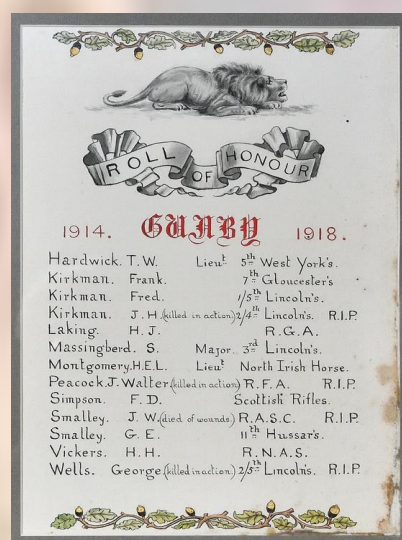 ROLL OF HONOUR
1914. GUNBY 1918.
Hardwick. T. W. Lieut 5th West York's.
Kirkman. Frank. 7th Gloucester's
Kirkman. Fred. 1/5th Lincoln's.
Kirkman. J. H. (killed in action) 2/4th Lincoln's. R.I.P.
Laking. H. J. R.G.A.
Massingberd. S. Major. 3rd Lincoln's.
Montgomery. H.E.L. Lieut North Irish Horse.
Peacock. J. Walter. (killed in action) R.F.A. R.I.P.
Simpson. F. D. Scottish Rifles.
Smalley. J. W. (died of wounds) R.A.S.C. R.I.P.
Smalley. G. E. 11th Hussar's.
Vickers. H. H. R.N.A.S.
Wells. George. (killed in action) 2/5th Lincoln's. R.I.P.